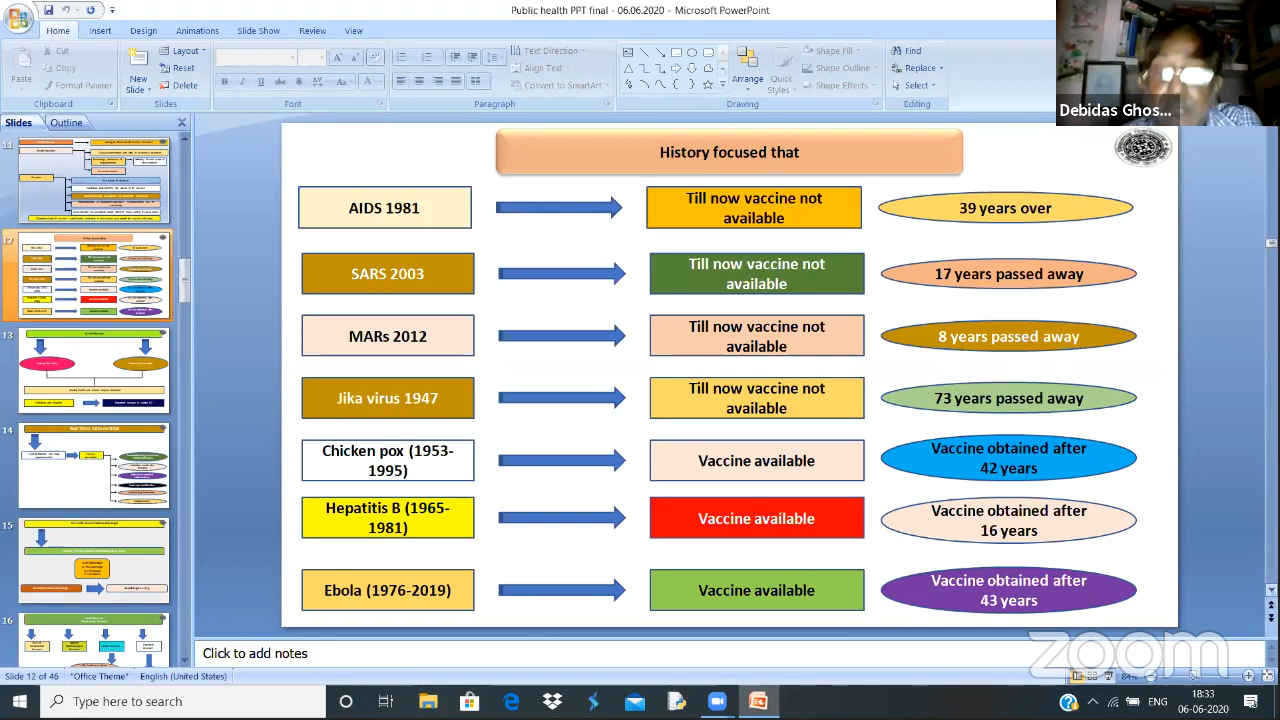 Public health PPT final - 06.06.2020 - Microsoft PowerPoint
Home Insert Design Animations Slide Show Review View
Cut
Copy
Format Painter
Paste
Clipboard
New
Slide
Layout
Reset
Delete
Slides
Font
Text Direction
Align Text
Convert to SmartArt
Paragraph
Arrange
Quick
Styles
Shape Fill
Shape Outline
Shape Effects
Drawing
Find
Replace
Select
Editing
Debidas Ghos...
Slides Outline
11
12
13
14
15
16
History focused that
AIDS 1981
Till now vaccine not
available
39 years over
SARS 2003
Till now vaccine not
available
17 years passed away
MARs 2012
Till now vaccine not
available
8 years passed away
Jika virus 1947
Till now vaccine not
available
73 years passed away
Chicken pox (1953-
1995)
Vaccine available
Vaccine obtained after
42 years
Hepatitis B (1965-
1981)
Vaccine available
Vaccine obtained after
16 years
Ebola (1976-2019)
Vaccine available
Vaccine obtained after
43 years
Click to add notes
zoom
Slide 12 of 46 "Office Theme" English (United States)
84%
Type here to search
ENG
18:33
06-06-2020